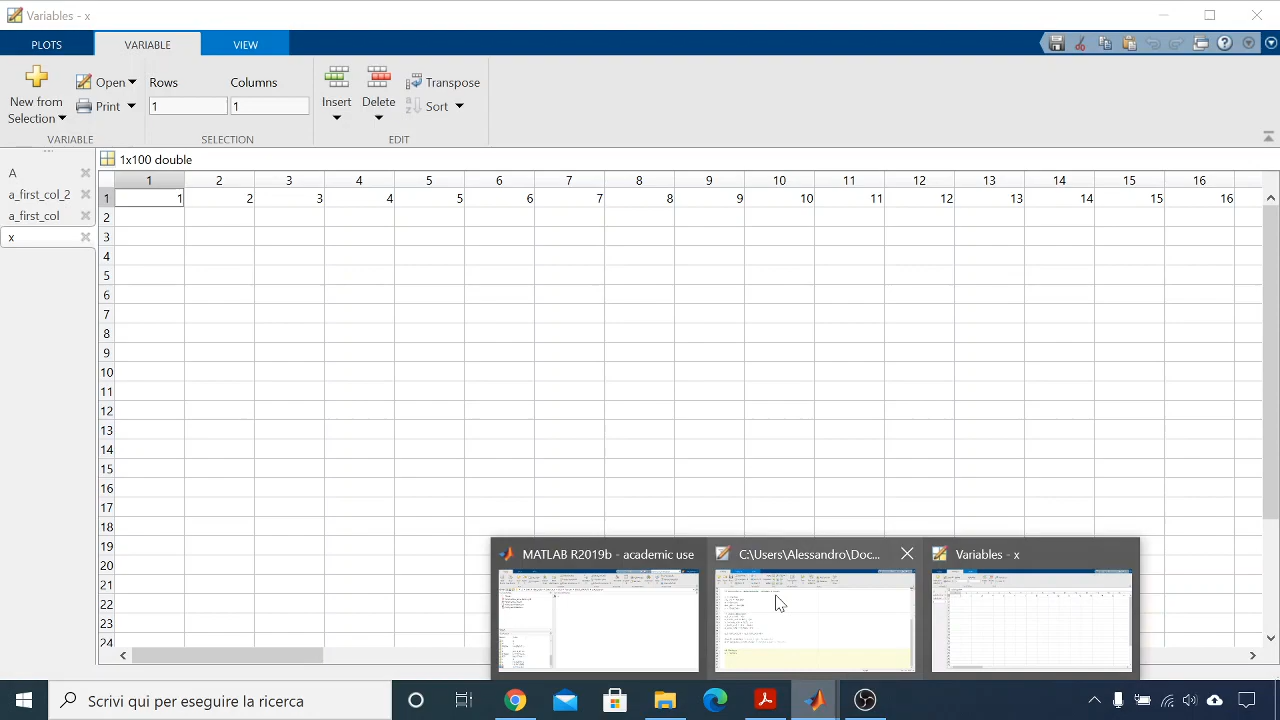 Variables - x
PLOTS VARIABLE VIEW
New from Selection
Open
Print
Rows
1
Columns
1
Insert
Delete
Transpose
Sort
VARIABLE SELECTION EDIT
A
a_first_col_2
a_first_col
x
1x100 double
1 2 3 4 5 6 7 8 9 10 11 12 13 14 15 16
1 1 2 3 4 5 6 7 8 9 10 11 12 13 14 15 16
2
3
4
5
6
7
8
9
10
11
12
13
14
15
16
17
18
19
20
21
22
23
24
MATLAB R2019b - academic use
C:\Users\Alessandro\Doc...
Variables - x
Scrivi qui per eseguire la ricerca